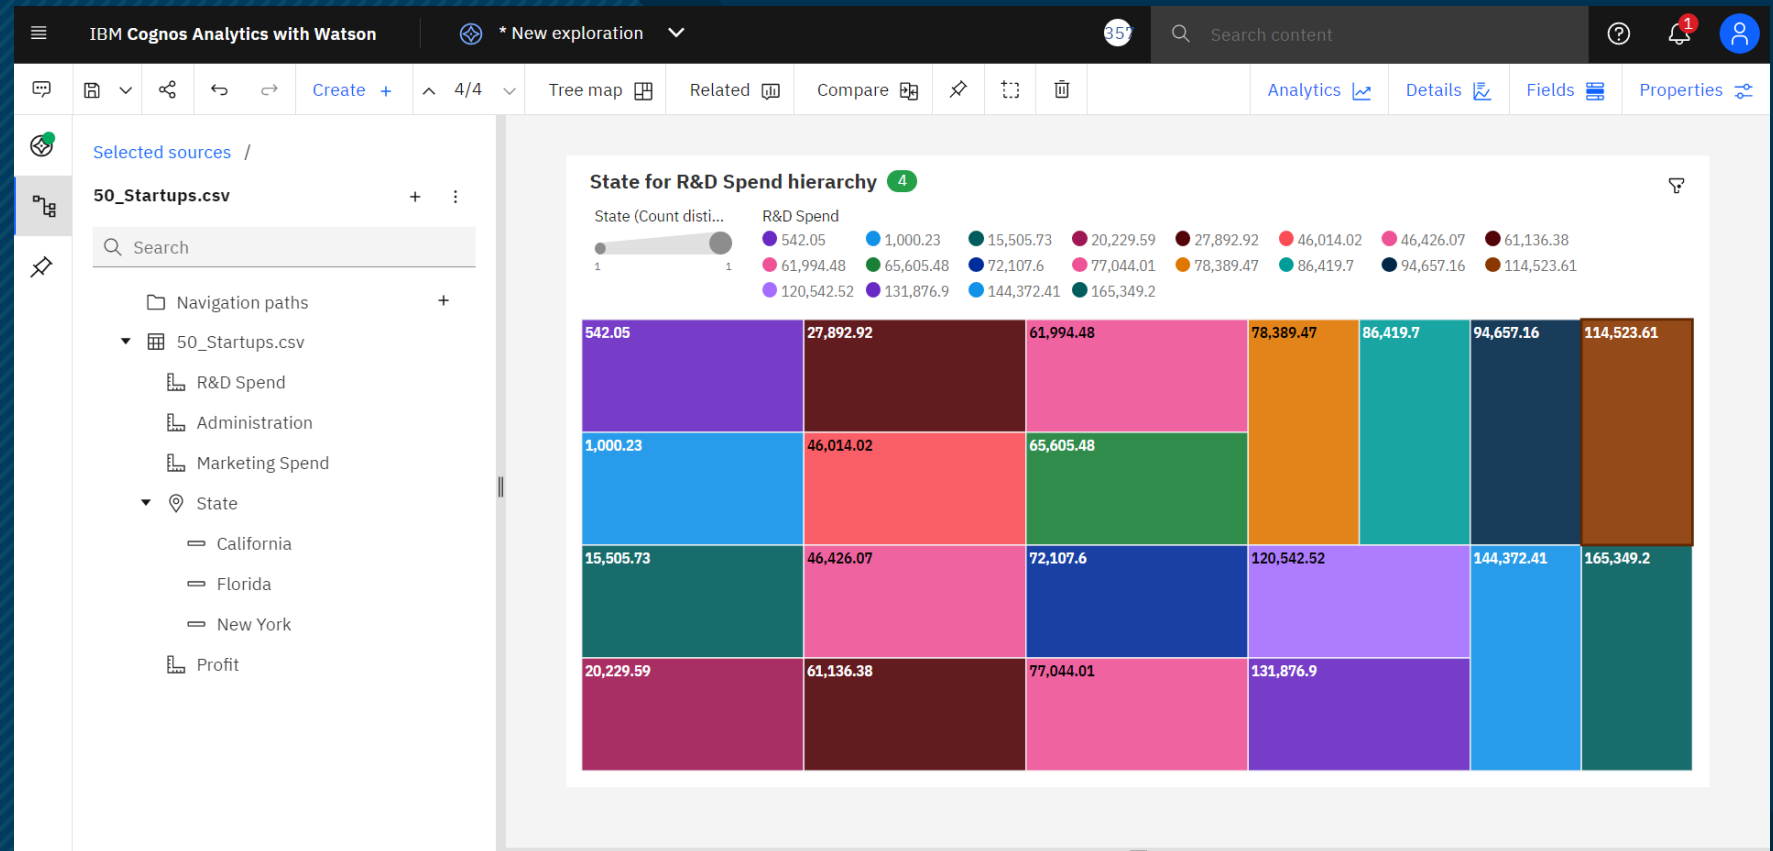 IBM Cognos Analytics with Watson
* New exploration
357
Search content
1
Create +
4/4
Tree map
Related
Compare
Analytics
Details
Fields
Properties
Selected sources /
50_Startups.csv
Search
Navigation paths
50_Startups.csv
R&D Spend
Administration
Marketing Spend
State
California
Florida
New York
Profit
State for R&D Spend hierarchy 4
State (Count disti...
1 1
R&D Spend
542.05 1,000.23 15,505.73 20,229.59 27,892.92 46,014.02 46,426.07 61,136.38
61,994.48 65,605.48 72,107.6 77,044.01 78,389.47 86,419.7 94,657.16 114,523.61
120,542.52 131,876.9 144,372.41 165,349.2
542.05 27,892.92 61,994.48 78,389.47 86,419.7 94,657.16 114,523.61
1,000.23 46,014.02 65,605.48
15,505.73 46,426.07 72,107.6 120,542.52 144,372.41 165,349.2
20,229.59 61,136.38 77,044.01 131,876.9